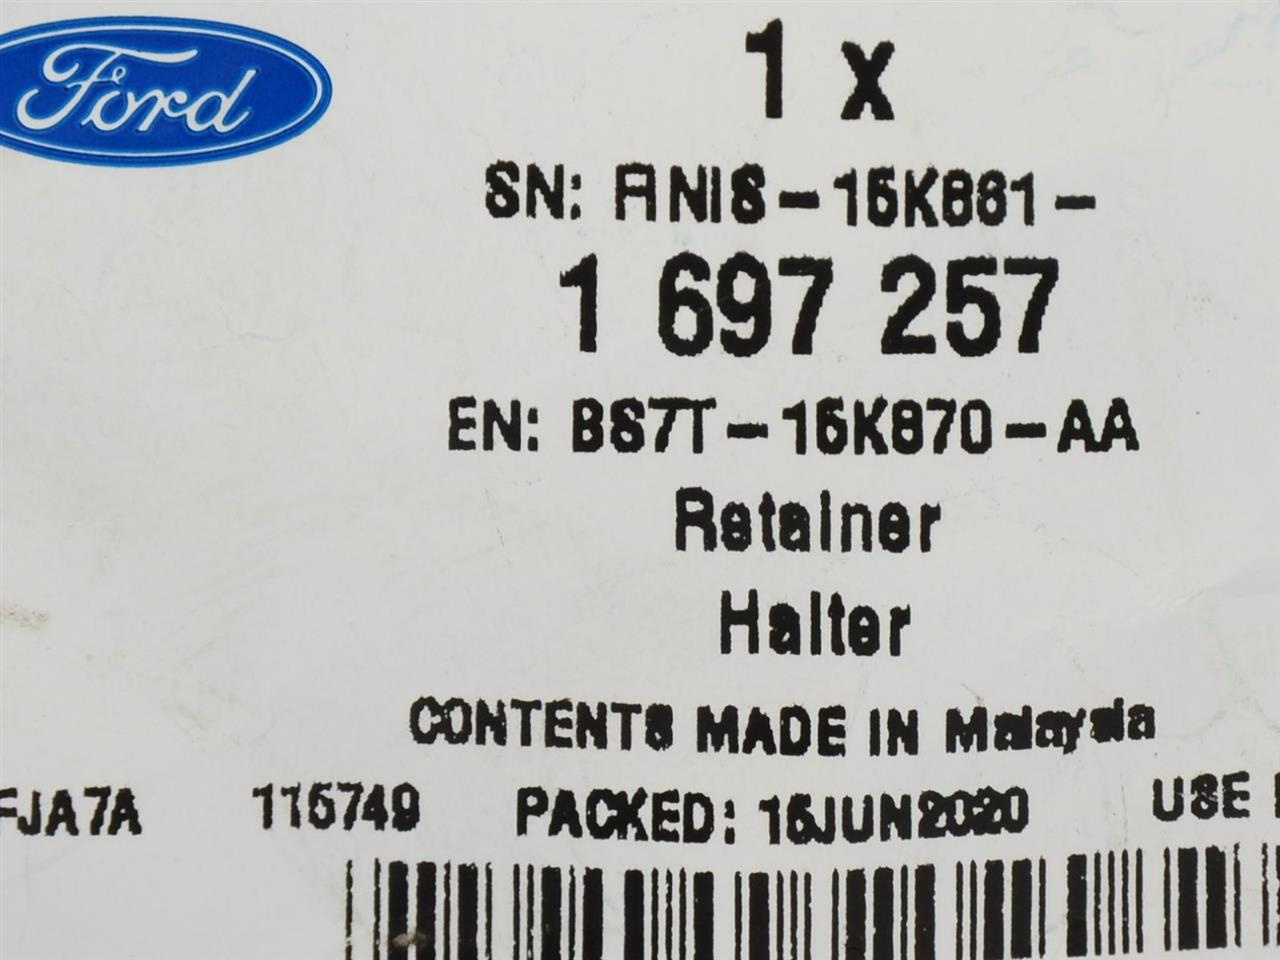 Ford
1 x
SN: FINIS-15K861-
1 697 257
EN: BS7T-15K870-AA
Retainer
Halter
CONTENTS MADE IN Malaysia
FJA7A 115749 PACKED: 15JUN2020 USE